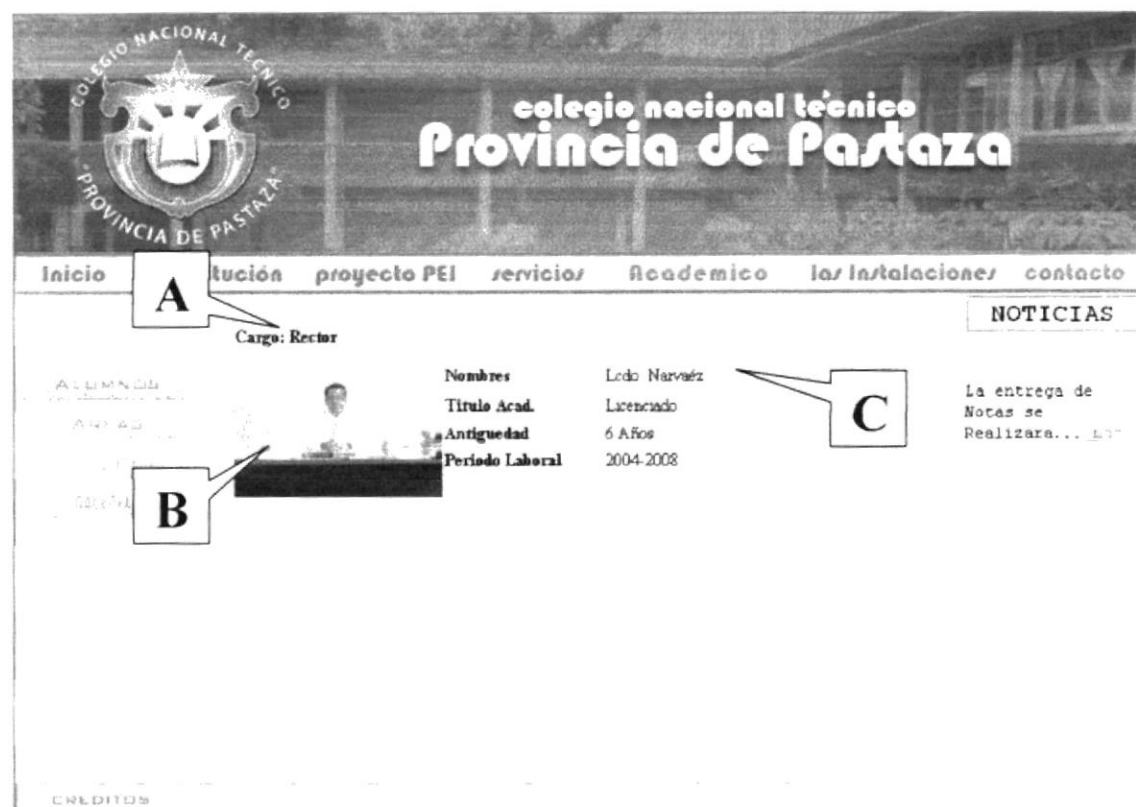 COLEGIO NACIONAL TÉCNICO
"PROVINCIA DE PASTAZA"
colegio nacional técnico
Provincia de Pastaza
Inicio tución proyecto PEI servicios Academico las Instalaciones contacto
A
NOTICIAS
Cargo: Rector
ALUMNOS
Nombres Lcdo Narvaéz
Titulo Acad. Licenciado
Antiguedad 6 Años
Periodo Laboral 2004-2008
B
C
La entrega de
Notas se
Realizara...
CREDITOS